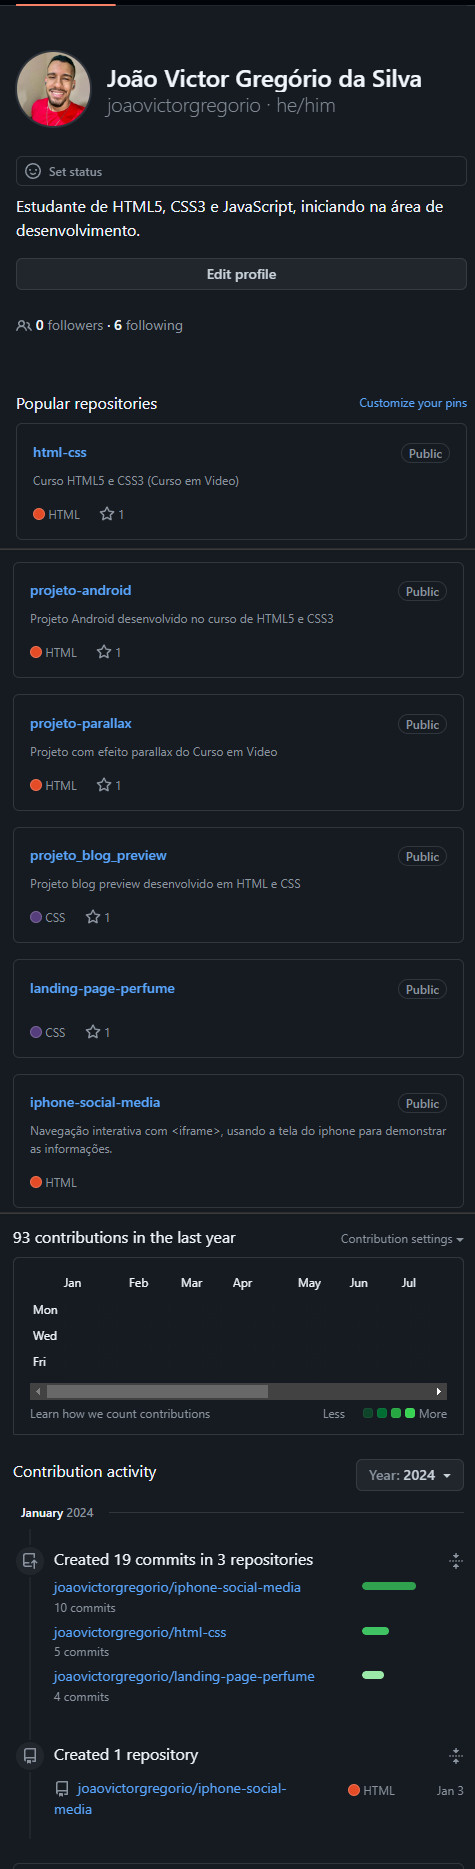 João Victor Gregório da Silva
joaovictorgregorio · he/him
Set status
Estudante de HTML5, CSS3 e JavaScript, iniciando na área de
desenvolvimento.
Edit profile
0 followers · 6 following
Popular repositories
Customize your pins
html-css
Public
Curso HTML5 e CSS3 (Curso em Video)
HTML 1
projeto-android
Public
Projeto Android desenvolvido no curso de HTML5 e CSS3
HTML 1
projeto-parallax
Public
Projeto com efeito parallax do Curso em Video
HTML 1
projeto_blog_preview
Public
Projeto blog preview desenvolvido em HTML e CSS
CSS 1
landing-page-perfume
Public
CSS 1
iphone-social-media
Public
Navegação interativa com <iframe>, usando a tela do iphone para demonstrar
as informações.
HTML
93 contributions in the last year
Contribution settings
Jan Feb Mar Apr May Jun Jul
Mon
Wed
Fri
Learn how we count contributions
Less More
Contribution activity
Year: 2024
January 2024
Created 19 commits in 3 repositories
joaovictorgregorio/iphone-social-media
10 commits
joaovictorgregorio/html-css
5 commits
joaovictorgregorio/landing-page-perfume
4 commits
Created 1 repository
joaovictorgregorio/iphone-social-
media
HTML
Jan 3